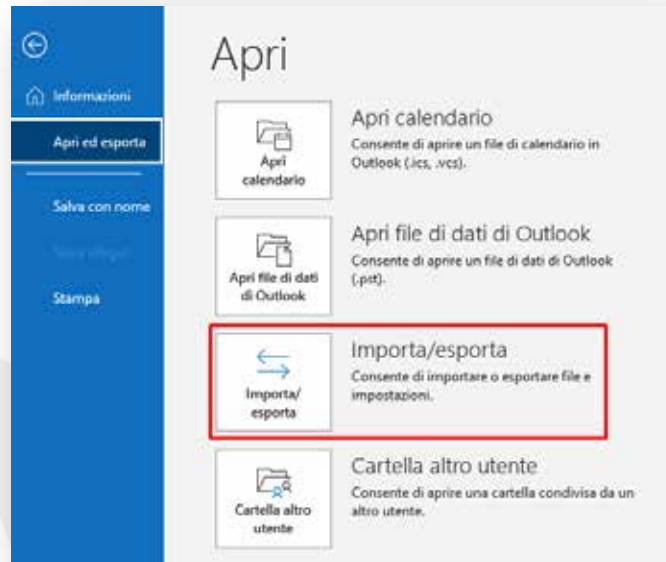 Apri
Informazioni
Apri ed esporta
Salva con nome
Stampa
Apri
calendario
Apri calendario
Consente di aprire un file di calendario in
Outlook (.ics, .vcs).
Apri file di dati
di Outlook
Apri file di dati di Outlook
Consente di aprire un file di dati di Outlook
(.pst).
Importa/
esporta
Importa/esporta
Consente di importare o esportare file e
impostazioni.
Cartella altro
utente
Cartella altro utente
Consente di aprire una cartella condivisa da un
altro utente.